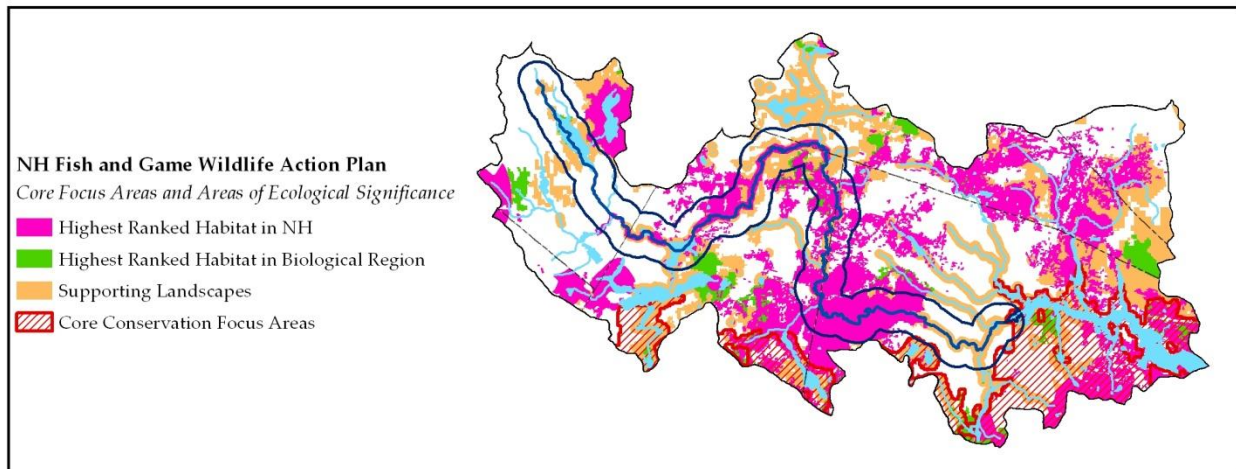 NH Fish and Game Wildlife Action Plan
Core Focus Areas and Areas of Ecological Significance
Highest Ranked Habitat in NH
Highest Ranked Habitat in Biological Region
Supporting Landscapes
Core Conservation Focus Areas